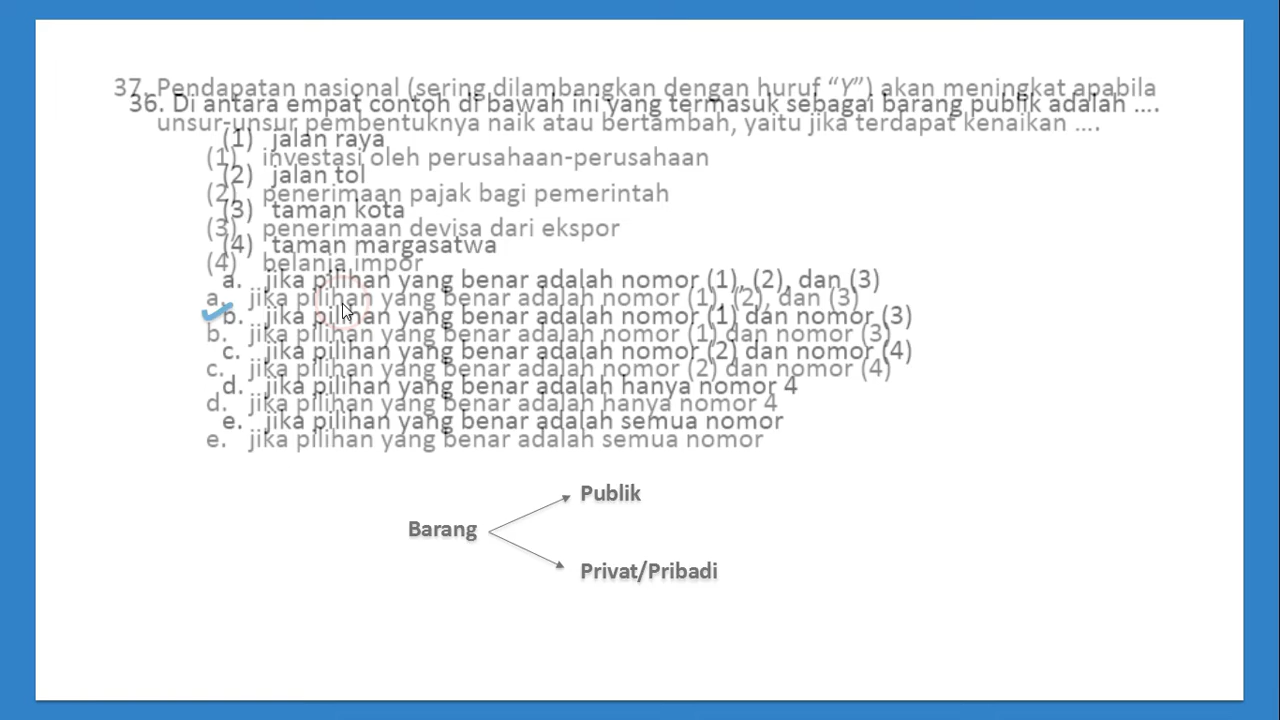 36. Di antara empat contoh di bawah ini yang termasuk sebagai barang publik adalah ....
(1) jalan raya
(2) jalan tol
(3) taman kota
(4) taman margasatwa
a. jika pilihan yang benar adalah nomor (1), (2), dan (3)
b. jika pilihan yang benar adalah nomor (1) dan nomor (3)
c. jika pilihan yang benar adalah nomor (2) dan nomor (4)
d. jika pilihan yang benar adalah hanya nomor 4
e. jika pilihan yang benar adalah semua nomor
37. Pendapatan nasional (sering dilambangkan dengan huruf “Y”) akan meningkat apabila
unsur-unsur pembentuknya naik atau bertambah, yaitu jika terdapat kenaikan ....
(1) investasi oleh perusahaan-perusahaan
(2) penerimaan pajak bagi pemerintah
(3) penerimaan devisa dari ekspor
(4) belanja impor
a. jika pilihan yang benar adalah nomor (1), (2), dan (3)
b. jika pilihan yang benar adalah nomor (1) dan nomor (3)
c. jika pilihan yang benar adalah nomor (2) dan nomor (4)
d. jika pilihan yang benar adalah hanya nomor 4
e. jika pilihan yang benar adalah semua nomor
Publik
Barang
Privat/Pribadi